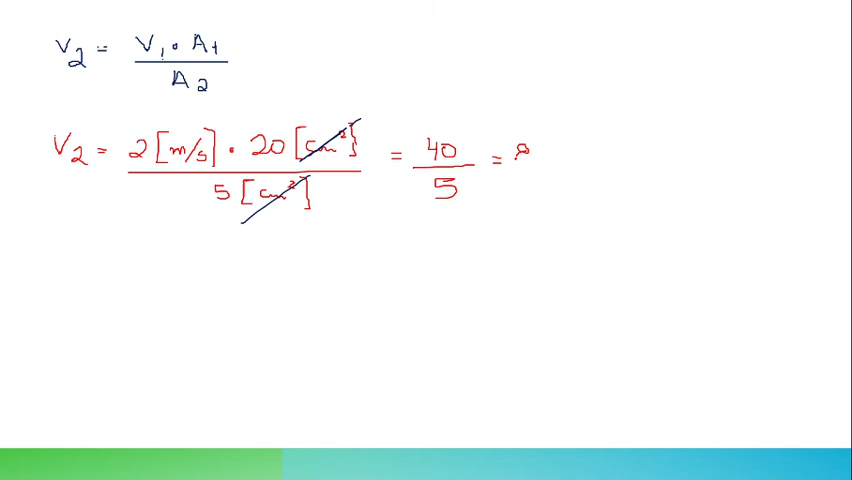 V₂ = V₁ · A₁ / A₂
V₂ = 2 [m/s] · 20 [cm²] / 5 [cm²] = 40 / 5 = 8